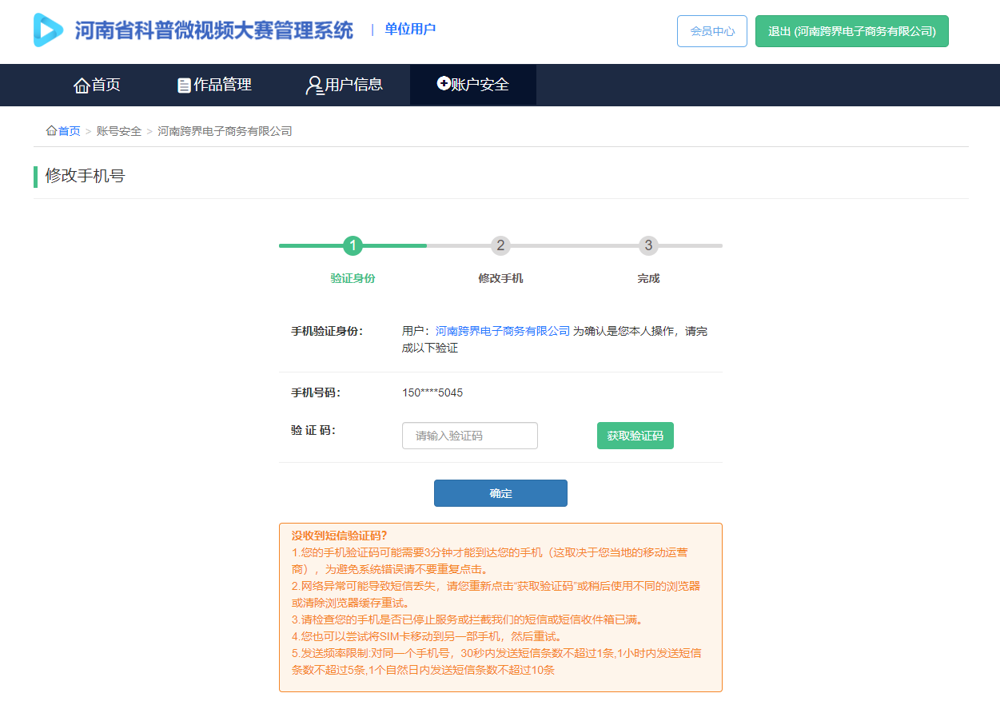 河南省科普微视频大赛管理系统 | 单位用户
会员中心 退出 (河南跨界电子商务有限公司)
首页 作品管理 用户信息 账户安全
首页 > 账号安全 > 河南跨界电子商务有限公司
修改手机号
1 2 3
验证身份 修改手机 完成
手机验证身份： 用户：河南跨界电子商务有限公司 为确认是您本人操作，请完
成以下验证
手机号码： 150****5045
验 证 码： 请输入验证码 获取验证码
确定
没收到短信验证码？
1.您的手机验证码可能需要3分钟才能到达您的手机（这取决于您当地的移动运营
商），为避免系统错误请不要重复点击。
2.网络异常可能导致短信丢失，请您重新点击“获取验证码”或稍后使用不同的浏览器
或清除浏览器缓存重试。
3.请检查您的手机是否已停止服务或拦截我们的短信或短信收件箱已满。
4.您也可以尝试将SIM卡移动到另一部手机，然后重试。
5.发送频率限制:对同一个手机号，30秒内发送短信条数不超过1条,1小时内发送短信
条数不超过5条,1个自然日内发送短信条数不超过10条